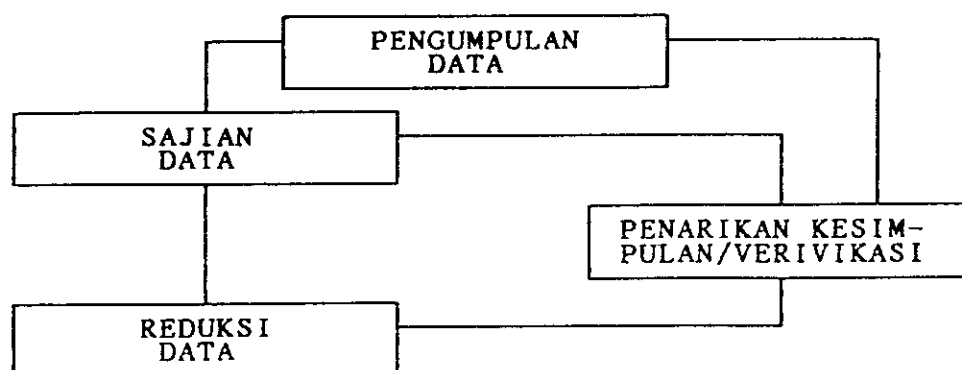 PENGUMPULAN
DATA
SAJIAN
DATA
PENARIKAN KESIM-
PULAN/VERIVIKASI
REDUKSI
DATA